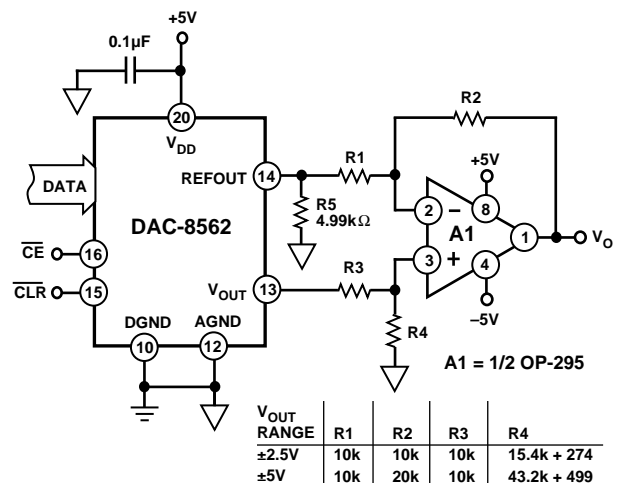 +5V
0.1µF
20
VDD
DATA
REFOUT
14
R1
R2
+5V
R5
4.99kΩ
DAC-8562
2
–
8
A1
1
VO
CE
16
3
+
4
CLR
15
VOUT
13
R3
–5V
R4
DGND
AGND
10
12
A1 = 1/2 OP-295
VOUT
RANGE R1 R2 R3 R4
±2.5V 10k 10k 10k 15.4k + 274
±5V 10k 20k 10k 43.2k + 499